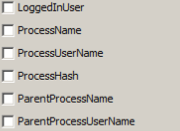 LoggedInUser
ProcessName
ProcessUserName
ProcessHash
ParentProcessName
ParentProcessUserName